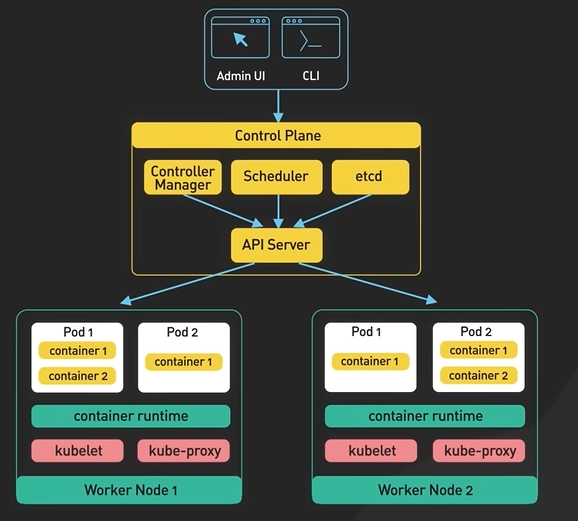 Admin UI
CLI
Control Plane
Controller
Manager
Scheduler
etcd
API Server
Pod 1
container 1
container 2
Pod 2
container 1
container runtime
kubelet
kube-proxy
Worker Node 1
Pod 1
container 1
Pod 2
container 1
container 2
container runtime
kubelet
kube-proxy
Worker Node 2